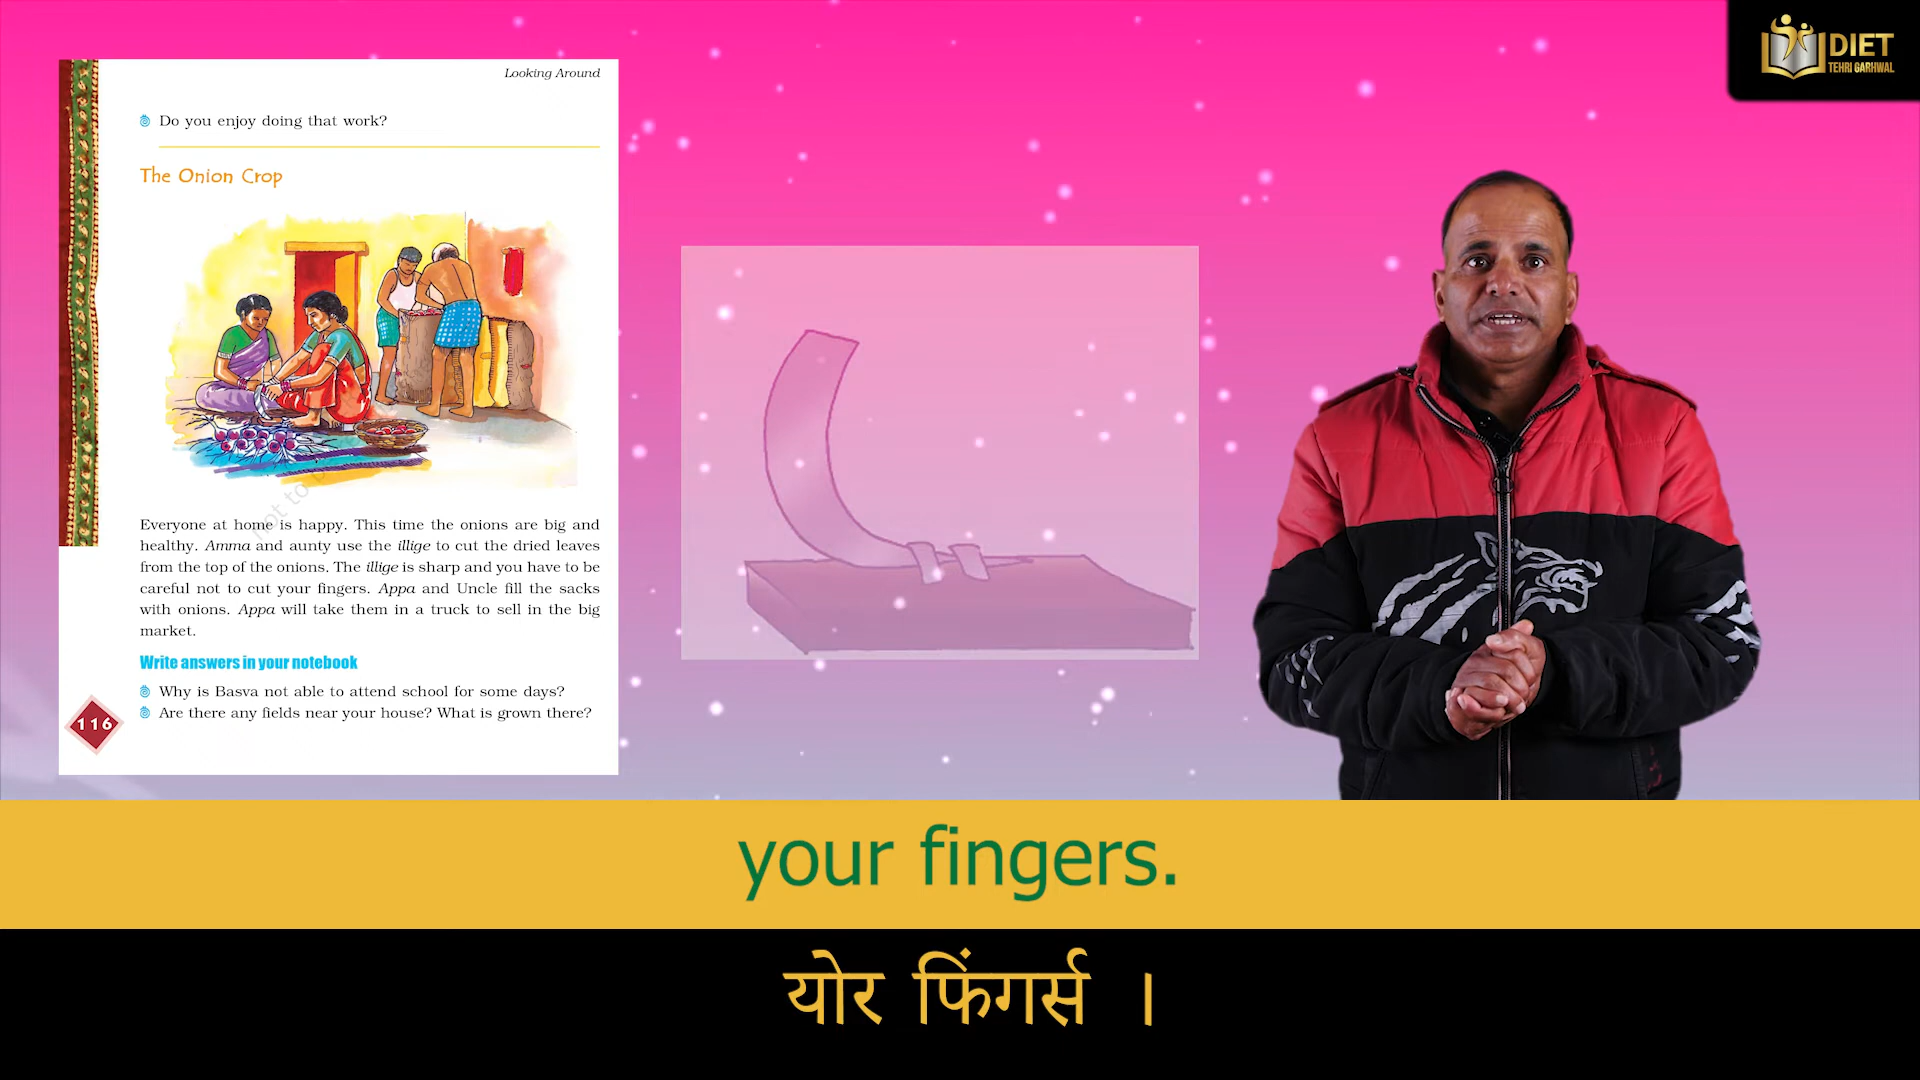 Looking Around
Do you enjoy doing that work?
The Onion Crop
Everyone at home is happy. This time the onions are big and
healthy. Amma and aunty use the illige to cut the dried leaves
from the top of the onions. The illige is sharp and you have to be
careful not to cut your fingers. Appa and Uncle fill the sacks
with onions. Appa will take them in a truck to sell in the big
market.
Write answers in your notebook
Why is Basva not able to attend school for some days?
Are there any fields near your house? What is grown there?
116
DIET
TEHRI GARHWAL
your fingers.
योर फिंगर्स ।